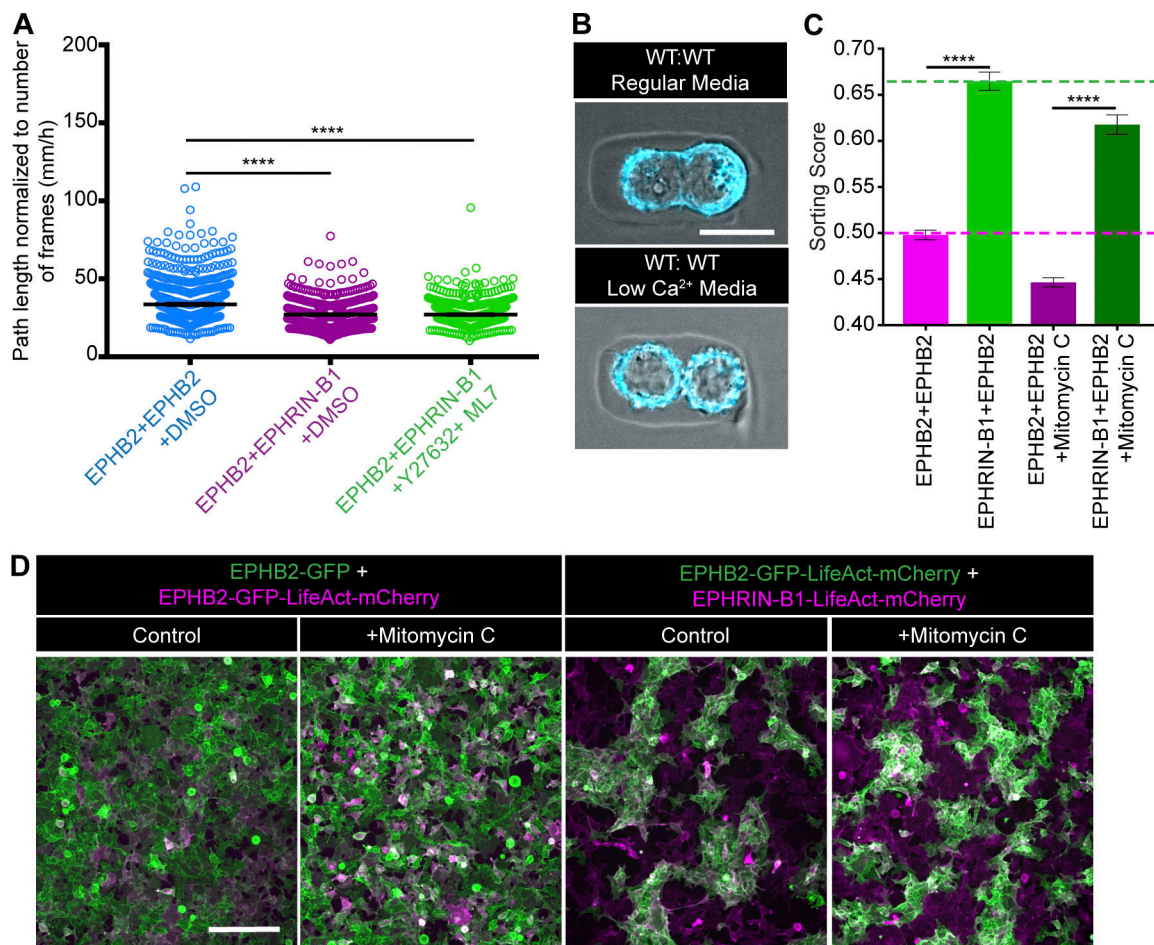 A
Path length normalized to number
of frames (mm/h)
200
150
100
50
0
****
****
EPHB2+EPHB2
+DMSO
EPHB2+EPHRIN-B1
+DMSO
EPHB2+EPHRIN-B1
+Y27632+ ML7
B
WT:WT
Regular Media
WT: WT
Low Ca²⁺ Media
C
Sorting Score
0.70
0.65
0.60
0.55
0.50
0.45
0.40
****
****
EPHB2+EPHB2
EPHRIN-B1+EPHB2
EPHB2+EPHB2
+Mitomycin C
EPHRIN-B1+EPHB2
+Mitomycin C
D
EPHB2-GFP +
EPHB2-GFP-LifeAct-mCherry
EPHB2-GFP-LifeAct-mCherry +
EPHRIN-B1-LifeAct-mCherry
Control
+Mitomycin C
Control
+Mitomycin C